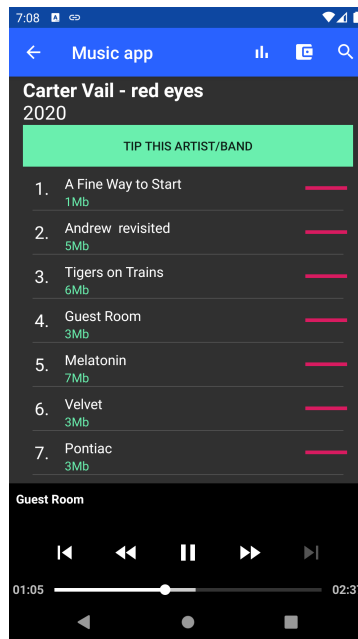 7:08
Music app
Carter Vail - red eyes
2020
TIP THIS ARTIST/BAND
1. A Fine Way to Start
1Mb
2. Andrew revisited
5Mb
3. Tigers on Trains
6Mb
4. Guest Room
3Mb
5. Melatonin
7Mb
6. Velvet
3Mb
7. Pontiac
3Mb
Guest Room
01:05